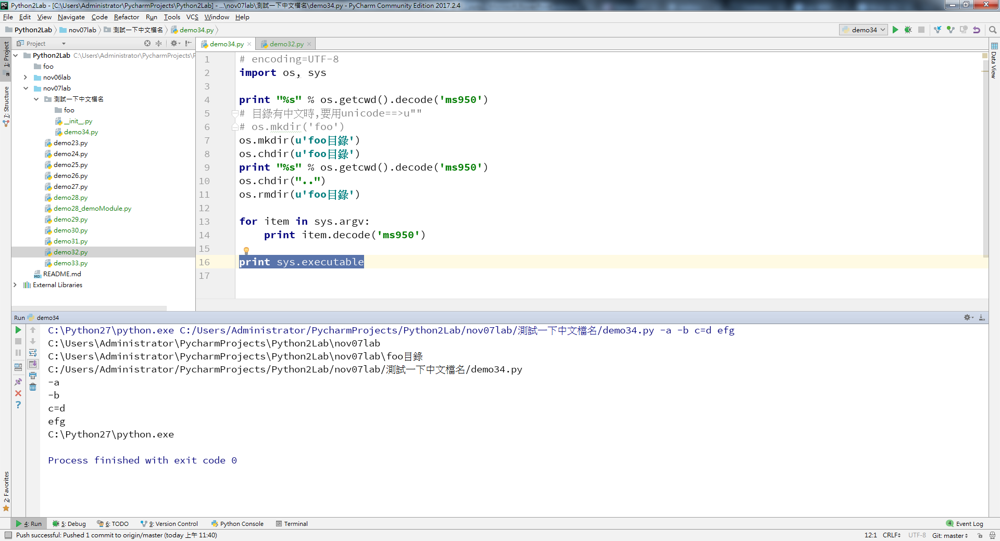 Python2Lab - [C:\Users\Administrator\PycharmProjects\Python2Lab] - ...\nov07lab\測試一下中文檔名\demo34.py - PyCharm Community Edition 2017.2.4
File Edit View Navigate Code Refactor Run Tools VCS Window Help
Python2Lab nov07lab 測試一下中文檔名 demo34.py
demo34
Project
demo34.py demo32.py
1: Project
7: Structure
2: Favorites
Data View
Python2Lab C:\Users\Administrator\PycharmProjects\P
foo
nov06lab
nov07lab
測試一下中文檔名
foo
__init__.py
demo34.py
demo23.py
demo24.py
demo25.py
demo26.py
demo27.py
demo28.py
demo28_demoModule.py
demo29.py
demo30.py
demo31.py
demo32.py
demo33.py
README.md
External Libraries
1 # encoding=UTF-8
2 import os, sys
3
4 print "%s" % os.getcwd().decode('ms950')
5 # 目錄有中文時,要用unicode==>u""
6 # os.mkdir('foo')
7 os.mkdir(u'foo目錄')
8 os.chdir(u'foo目錄')
9 print "%s" % os.getcwd().decode('ms950')
10 os.chdir("..")
11 os.rmdir(u'foo目錄')
12
13 for item in sys.argv:
14     print item.decode('ms950')
15
16 print sys.executable
17
Run demo34
C:\Python27\python.exe C:/Users/Administrator/PycharmProjects/Python2Lab/nov07lab/測試一下中文檔名/demo34.py -a -b c=d efg
C:\Users\Administrator\PycharmProjects\Python2Lab\nov07lab
C:\Users\Administrator\PycharmProjects\Python2Lab\nov07lab\foo目錄
C:/Users/Administrator/PycharmProjects/Python2Lab/nov07lab/測試一下中文檔名/demo34.py
-a
-b
c=d
efg
C:\Python27\python.exe
Process finished with exit code 0
4: Run 5: Debug 6: TODO 9: Version Control Python Console Terminal 4 Event Log
Push successful: Pushed 1 commit to origin/master (today 上午 11:40) 12:1 CRLF UTF-8 Git: master